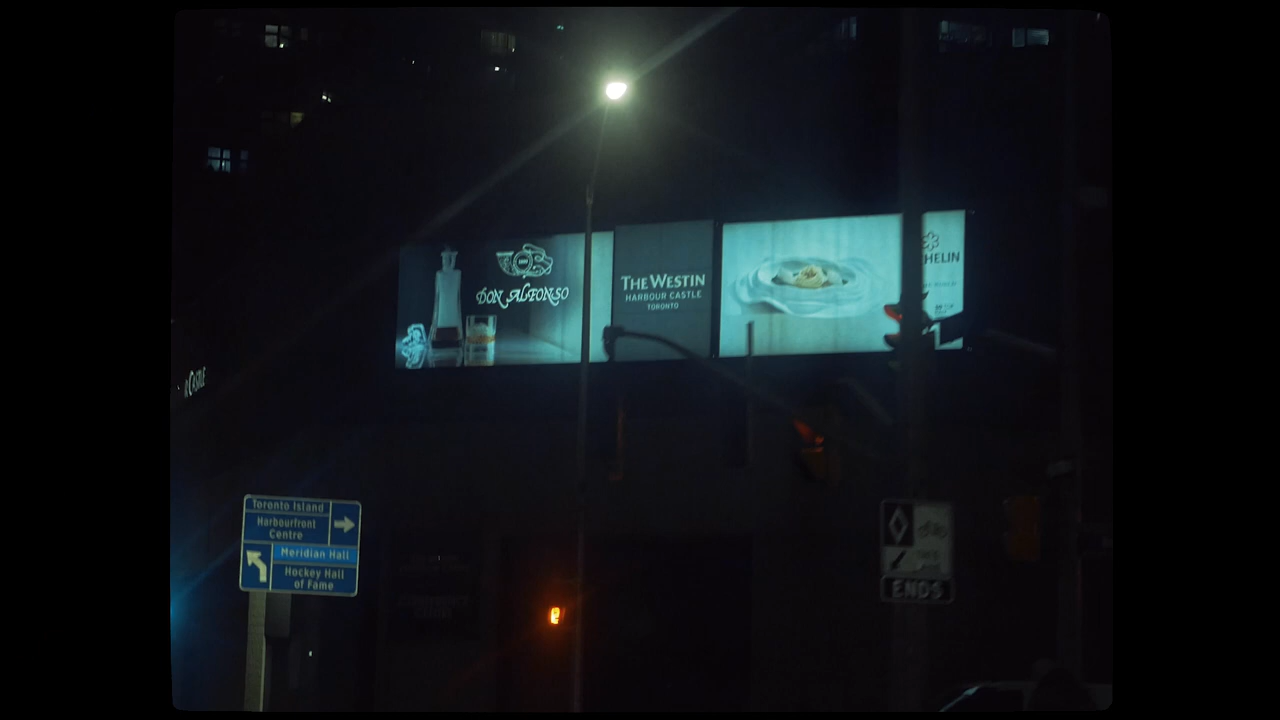 DON ALFONSO
THE WESTIN
HARBOUR CASTLE
TORONTO
HELIN
CASTLE
Toronto Island
Harbourfront
Centre
Meridian Hall
Hockey Hall
of Fame
ENDS